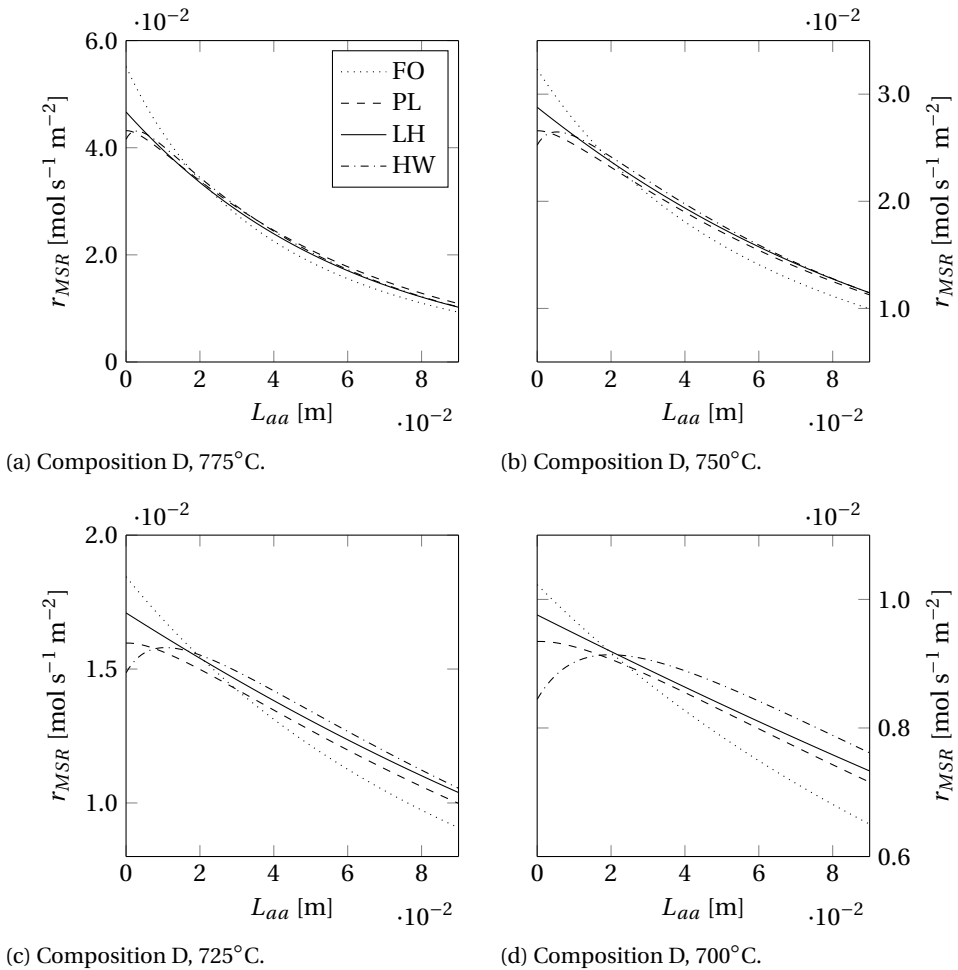 ·10−2
6.0
4.0
2.0
0
r_MSR [mol s−1 m−2]
FO
PL
LH
HW
0 2 4 6 8
L_aa [m]
·10−2
(a) Composition D, 775°C.
·10−2
3.0
2.0
1.0
r_MSR [mol s−1 m−2]
0 2 4 6 8
L_aa [m]
·10−2
(b) Composition D, 750°C.
·10−2
2.0
1.5
1.0
r_MSR [mol s−1 m−2]
0 2 4 6 8
L_aa [m]
·10−2
(c) Composition D, 725°C.
·10−2
1.0
0.8
0.6
r_MSR [mol s−1 m−2]
0 2 4 6 8
L_aa [m]
·10−2
(d) Composition D, 700°C.